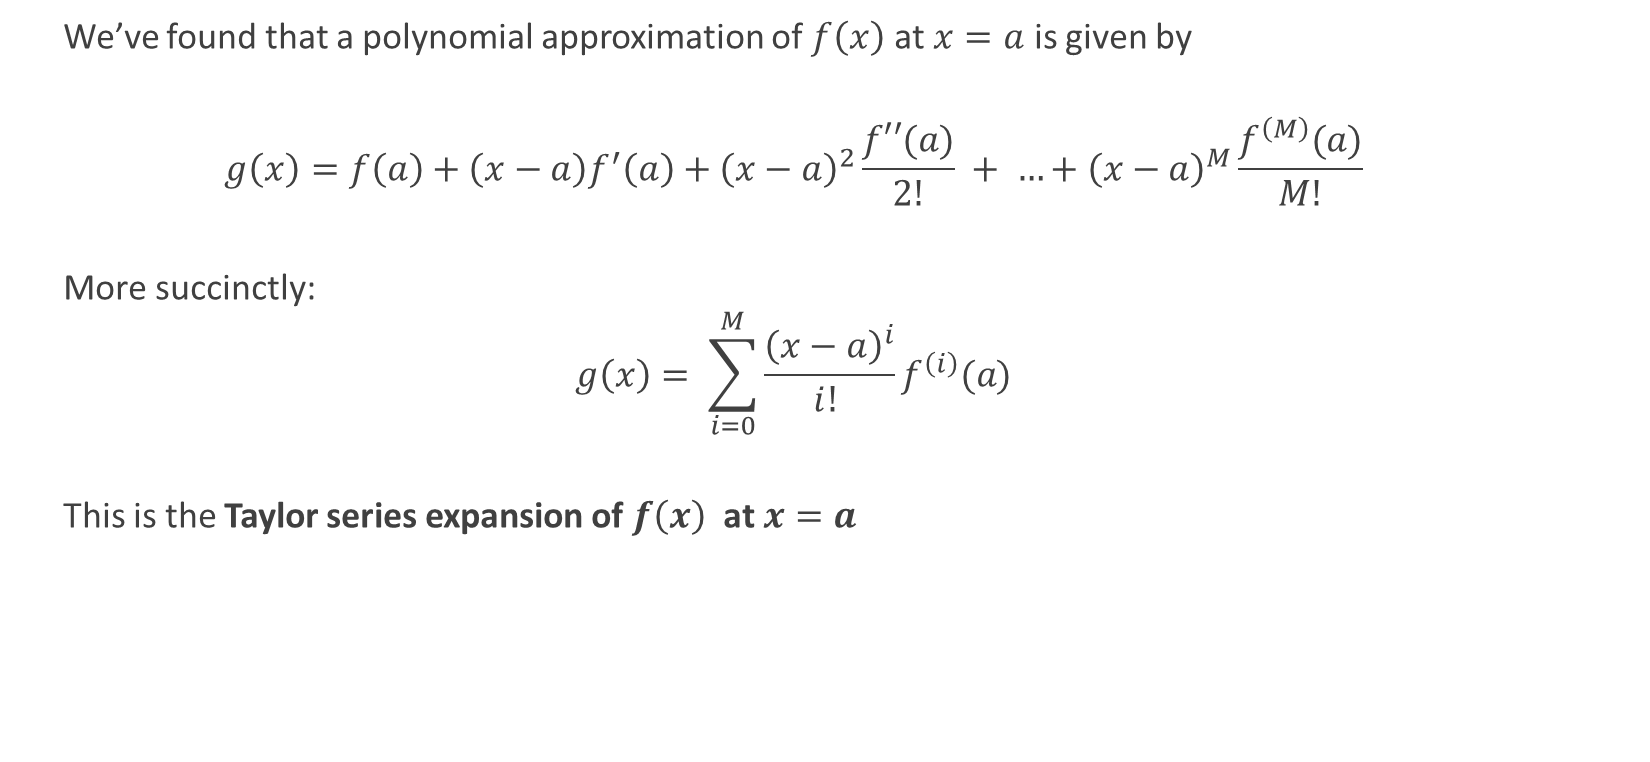 We've found that a polynomial approximation of f(x) at x = a is given by
g(x) = f(a) + (x − a)f′(a) + (x − a)² f′′(a)/2! + … + (x − a)^M f^(M)(a)/M!
More succinctly:
g(x) = ∑_{i=0}^{M} (x − a)^i/i! f^(i)(a)
This is the Taylor series expansion of f(x) at x = a